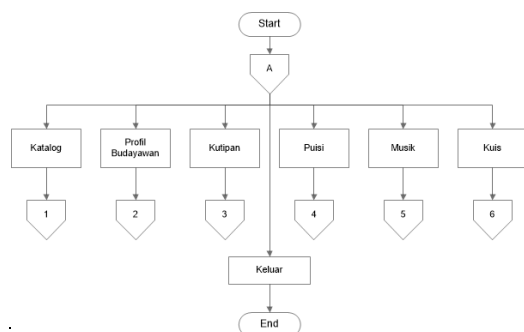 Start
A
Katalog
Profil
Budayawan
Kutipan
Puisi
Musik
Kuis
1
2
3
4
5
6
Keluar
End
.